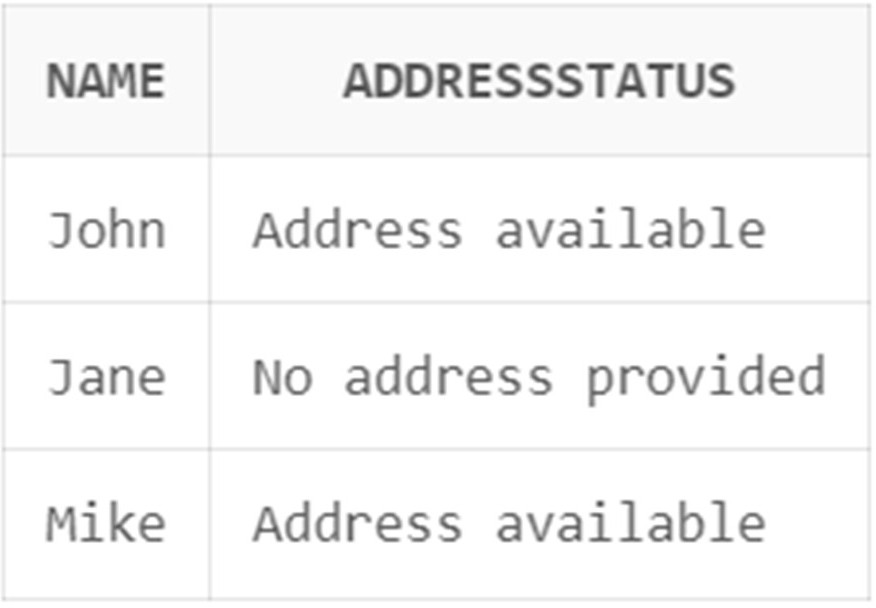 NAME ADDRESSSTATUS
John Address available
Jane No address provided
Mike Address available